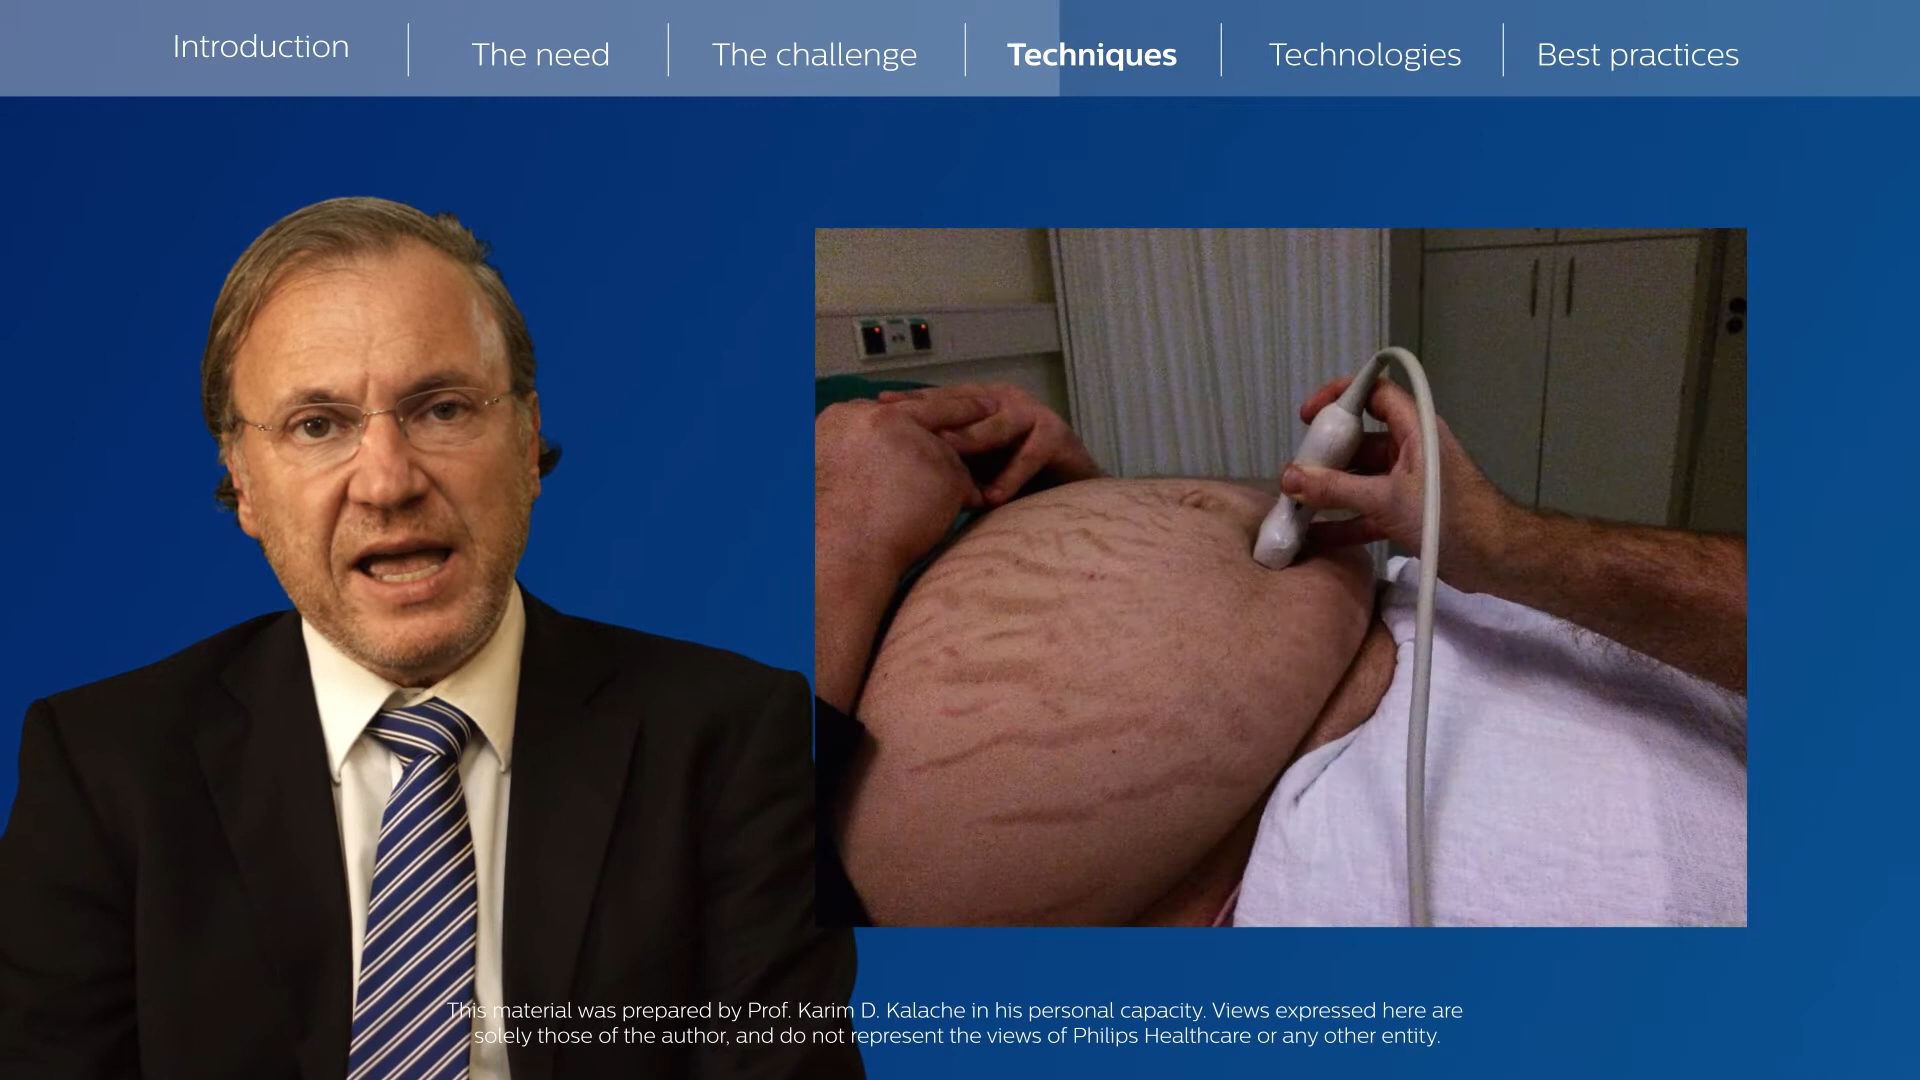 Introduction
The need
The challenge
Techniques
Technologies
Best practices
This material was prepared by Prof. Karim D. Kalache in his personal capacity. Views expressed here are
solely those of the author, and do not represent the views of Philips Healthcare or any other entity.